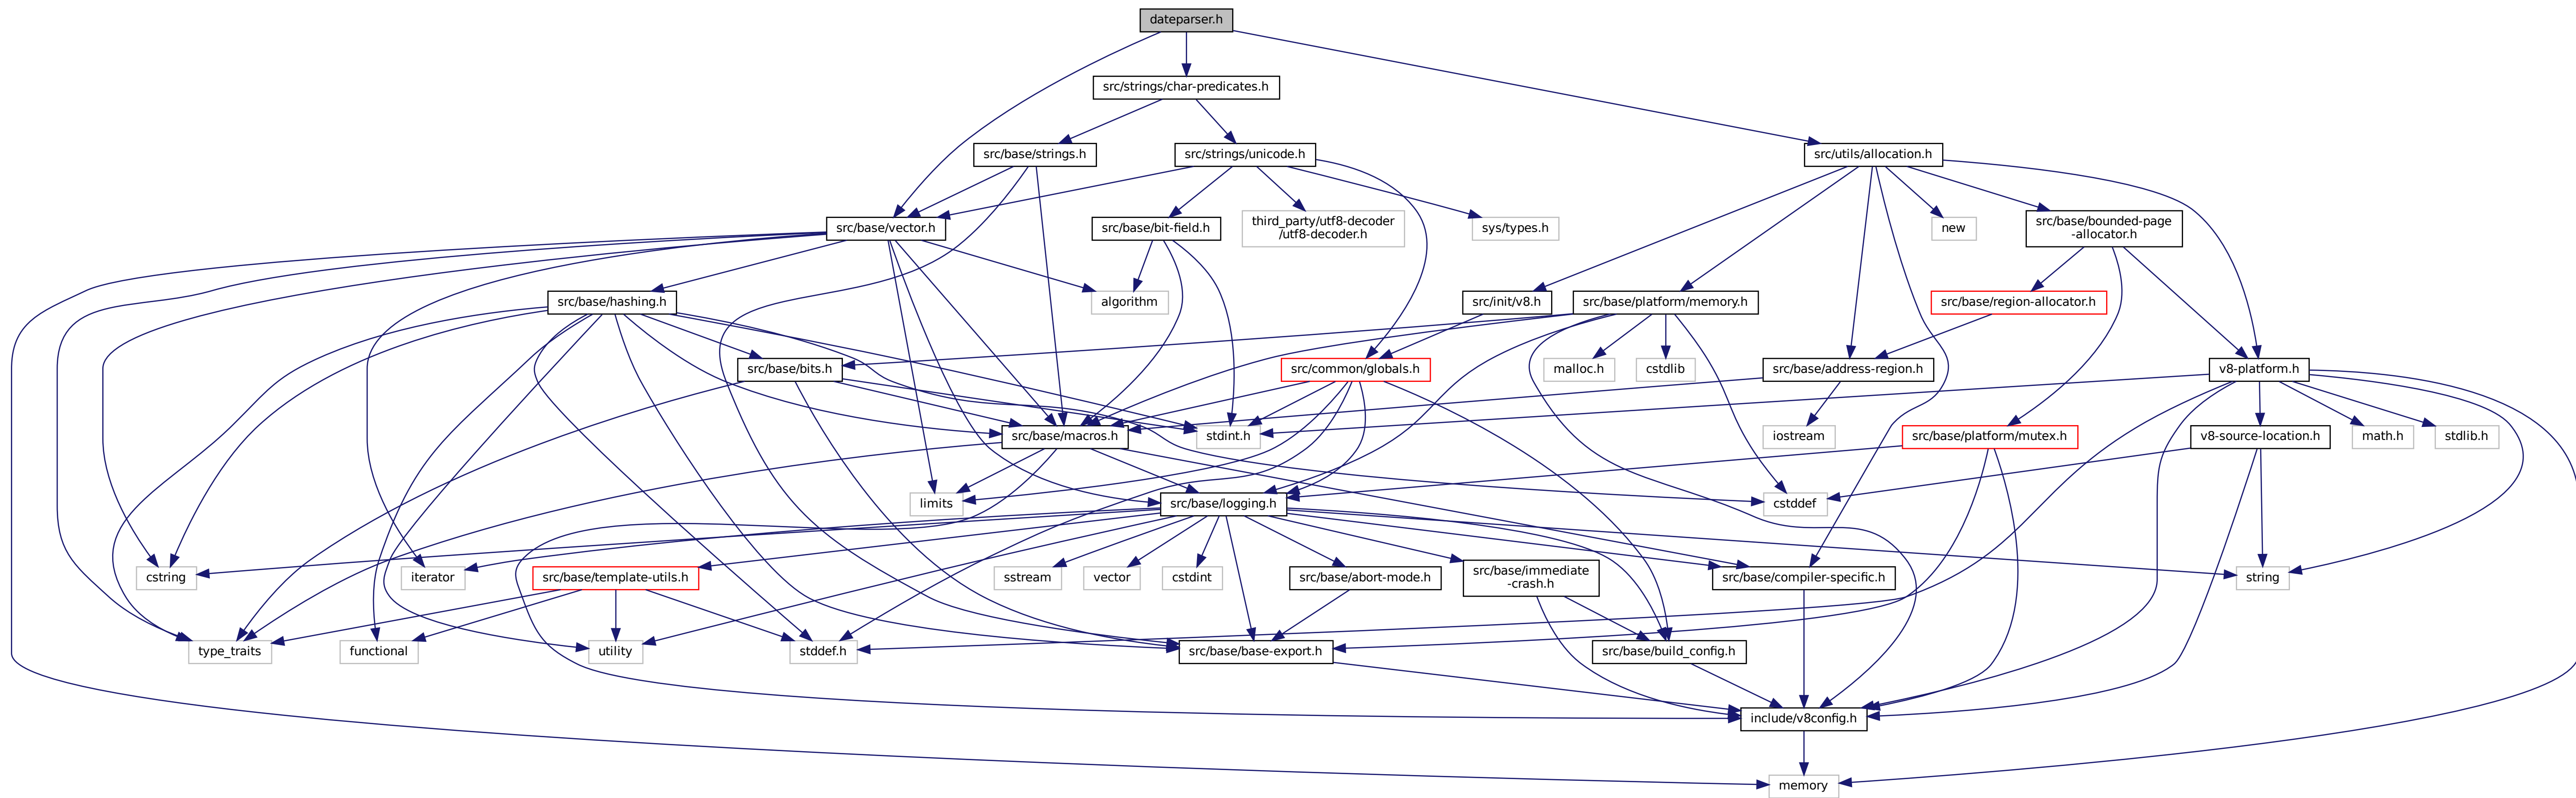 dateparser.h
src/strings/char-predicates.h
src/base/strings.h
src/strings/unicode.h
src/utils/allocation.h
src/base/vector.h
src/base/bit-field.h
third_party/utf8-decoder
/utf8-decoder.h
sys/types.h
new
src/base/bounded-page
-allocator.h
src/base/hashing.h
algorithm
src/init/v8.h
src/base/platform/memory.h
src/base/region-allocator.h
src/base/bits.h
src/common/globals.h
malloc.h
cstdlib
src/base/address-region.h
v8-platform.h
src/base/macros.h
stdint.h
iostream
src/base/platform/mutex.h
v8-source-location.h
math.h
stdlib.h
limits
src/base/logging.h
cstddef
cstring
iterator
src/base/template-utils.h
sstream
vector
cstdint
src/base/abort-mode.h
src/base/immediate
-crash.h
src/base/compiler-specific.h
string
type_traits
functional
utility
stddef.h
src/base/base-export.h
src/base/build_config.h
include/v8config.h
memory